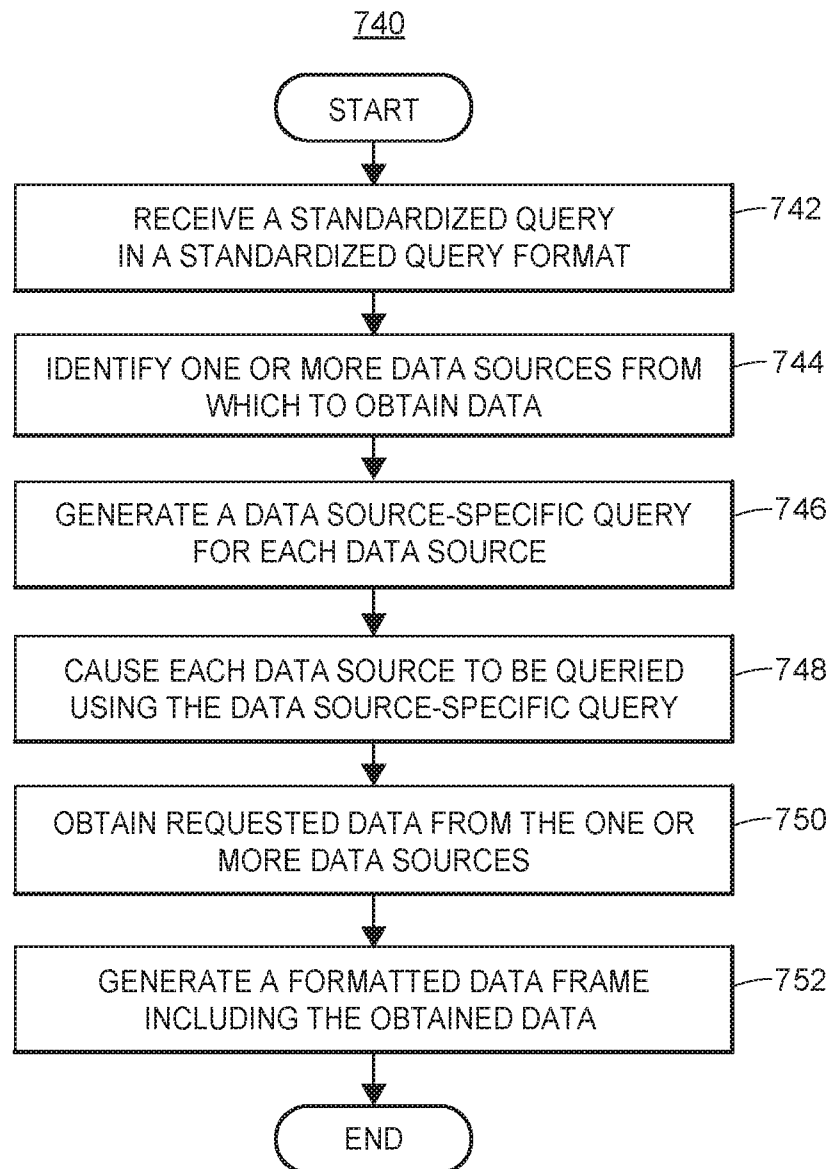 740
START
RECEIVE A STANDARDIZED QUERY
IN A STANDARDIZED QUERY FORMAT
742
IDENTIFY ONE OR MORE DATA SOURCES FROM
WHICH TO OBTAIN DATA
744
GENERATE A DATA SOURCE-SPECIFIC QUERY
FOR EACH DATA SOURCE
746
CAUSE EACH DATA SOURCE TO BE QUERIED
USING THE DATA SOURCE-SPECIFIC QUERY
748
OBTAIN REQUESTED DATA FROM THE ONE OR
MORE DATA SOURCES
750
GENERATE A FORMATTED DATA FRAME
INCLUDING THE OBTAINED DATA
752
END